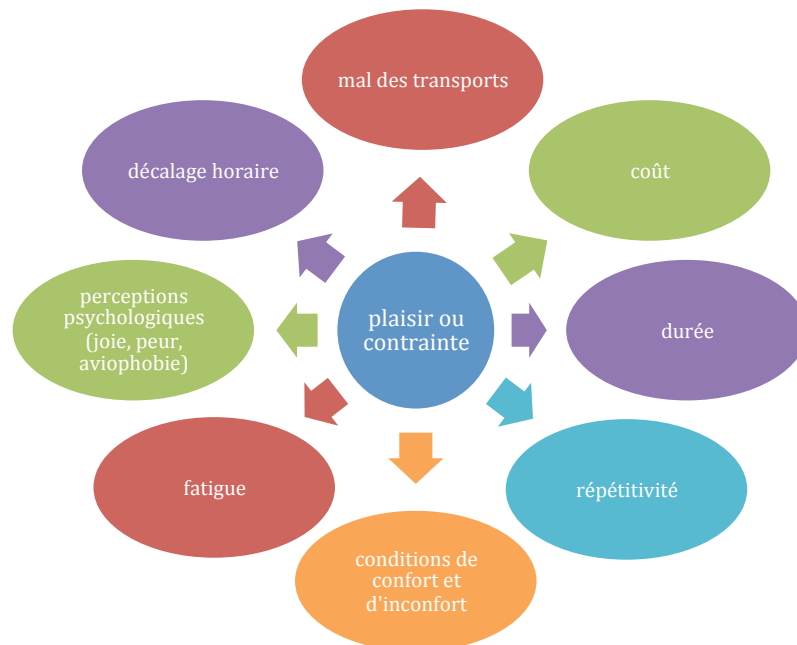 mal des transports
décalage horaire
coût
perceptions
psychologiques
(joie, peur,
aviophobie)
plaisir ou
contrainte
durée
fatigue
répétitivité
conditions de
confort et
d'inconfort